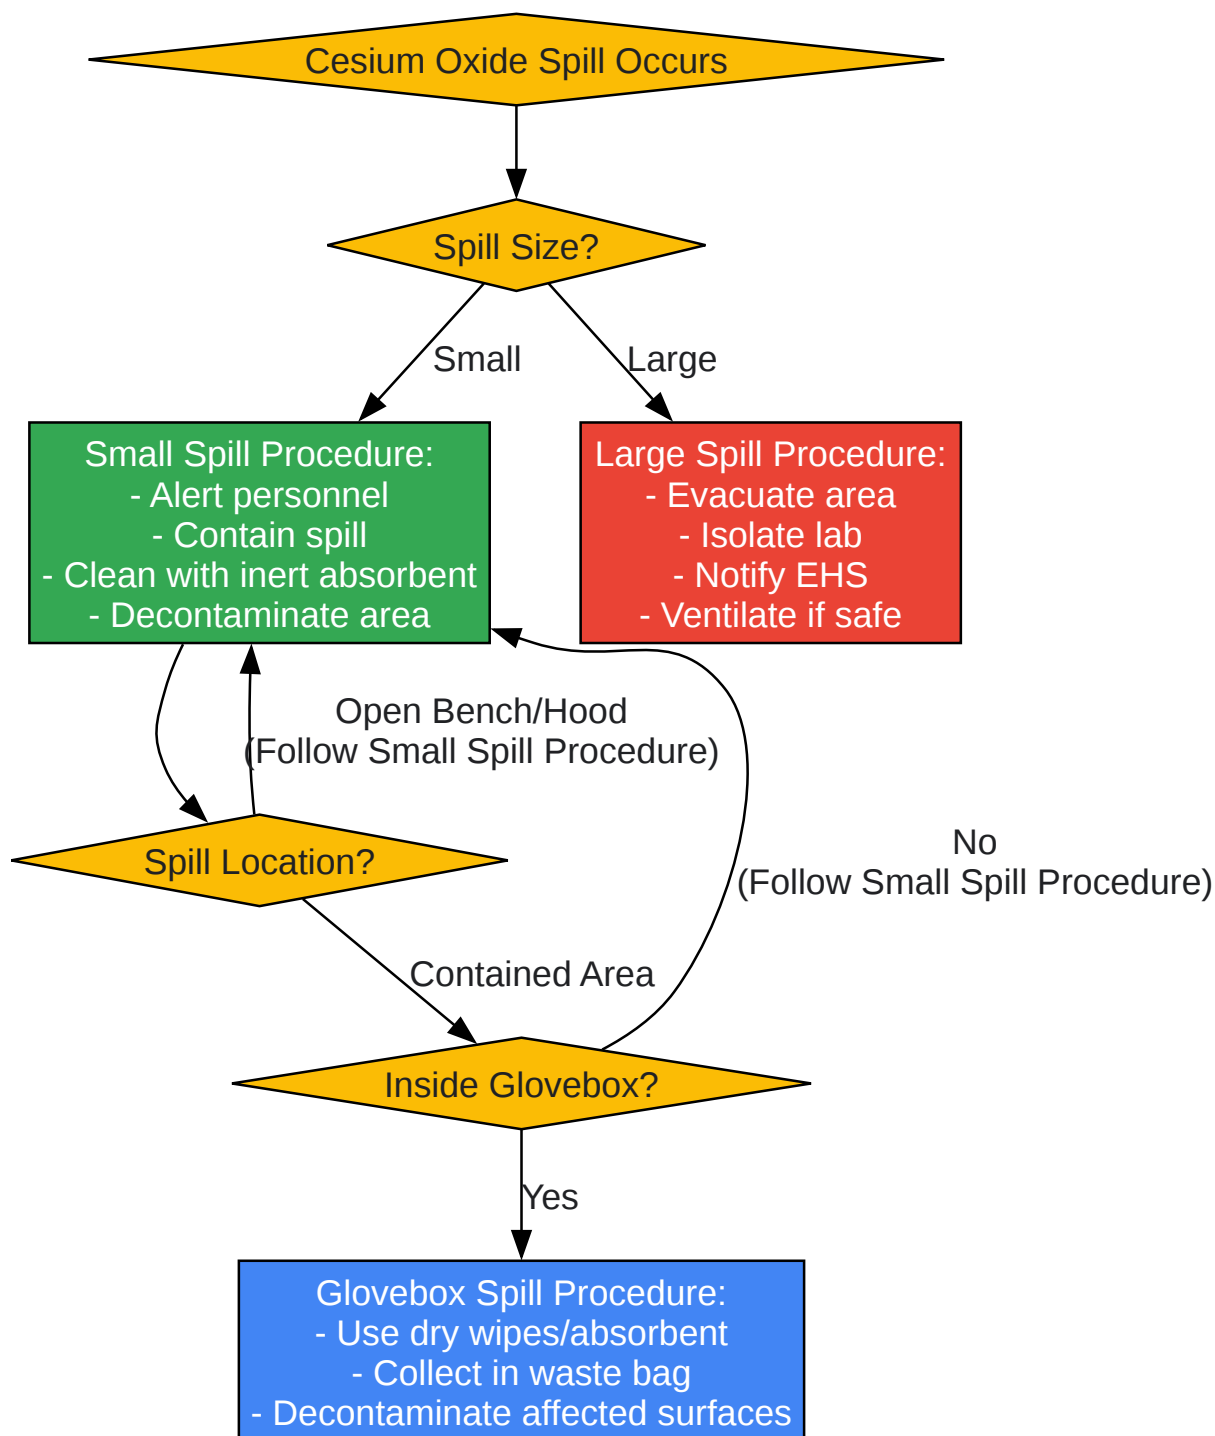 Cesium Oxide Spill Occurs
Spill Size?
Small
Large
Small Spill Procedure:
- Alert personnel
- Contain spill
- Clean with inert absorbent
- Decontaminate area
Large Spill Procedure:
- Evacuate area
- Isolate lab
- Notify EHS
- Ventilate if safe
Open Bench/Hood
(Follow Small Spill Procedure)
Spill Location?
No
(Follow Small Spill Procedure)
Contained Area
Inside Glovebox?
Yes
Glovebox Spill Procedure:
- Use dry wipes/absorbent
- Collect in waste bag
- Decontaminate affected surfaces